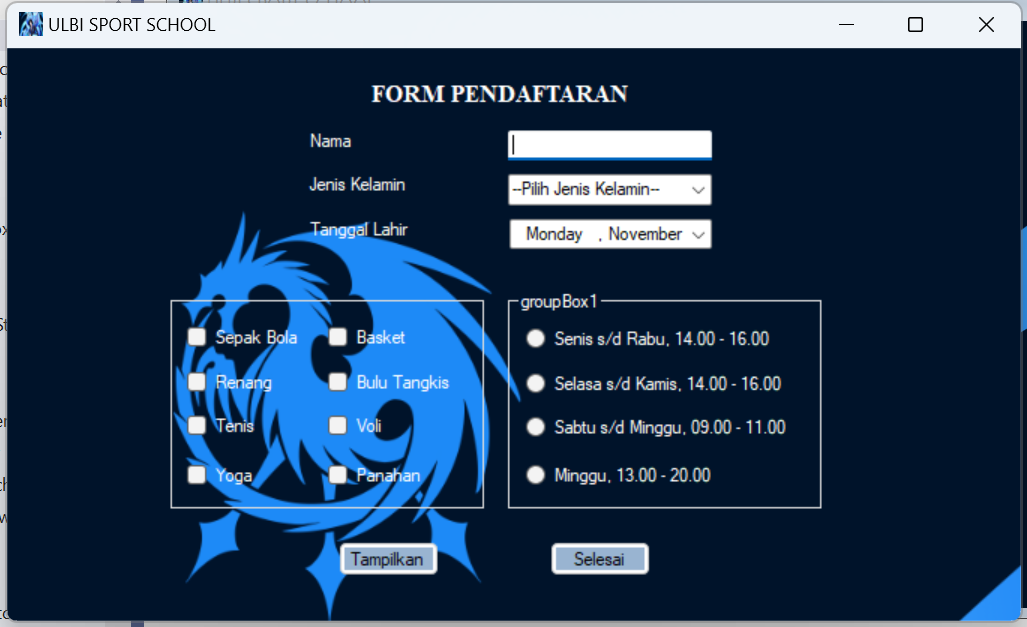 ULBI SPORT SCHOOL
FORM PENDAFTARAN
Nama
Jenis Kelamin --Pilih Jenis Kelamin--
Tanggal Lahir Monday , November
groupBox1
Sepak Bola Basket
Renang Bulu Tangkis
Tenis Voli
Yoga Panahan
Senis s/d Rabu, 14.00 - 16.00
Selasa s/d Kamis, 14.00 - 16.00
Sabtu s/d Minggu, 09.00 - 11.00
Minggu, 13.00 - 20.00
Tampilkan Selesai